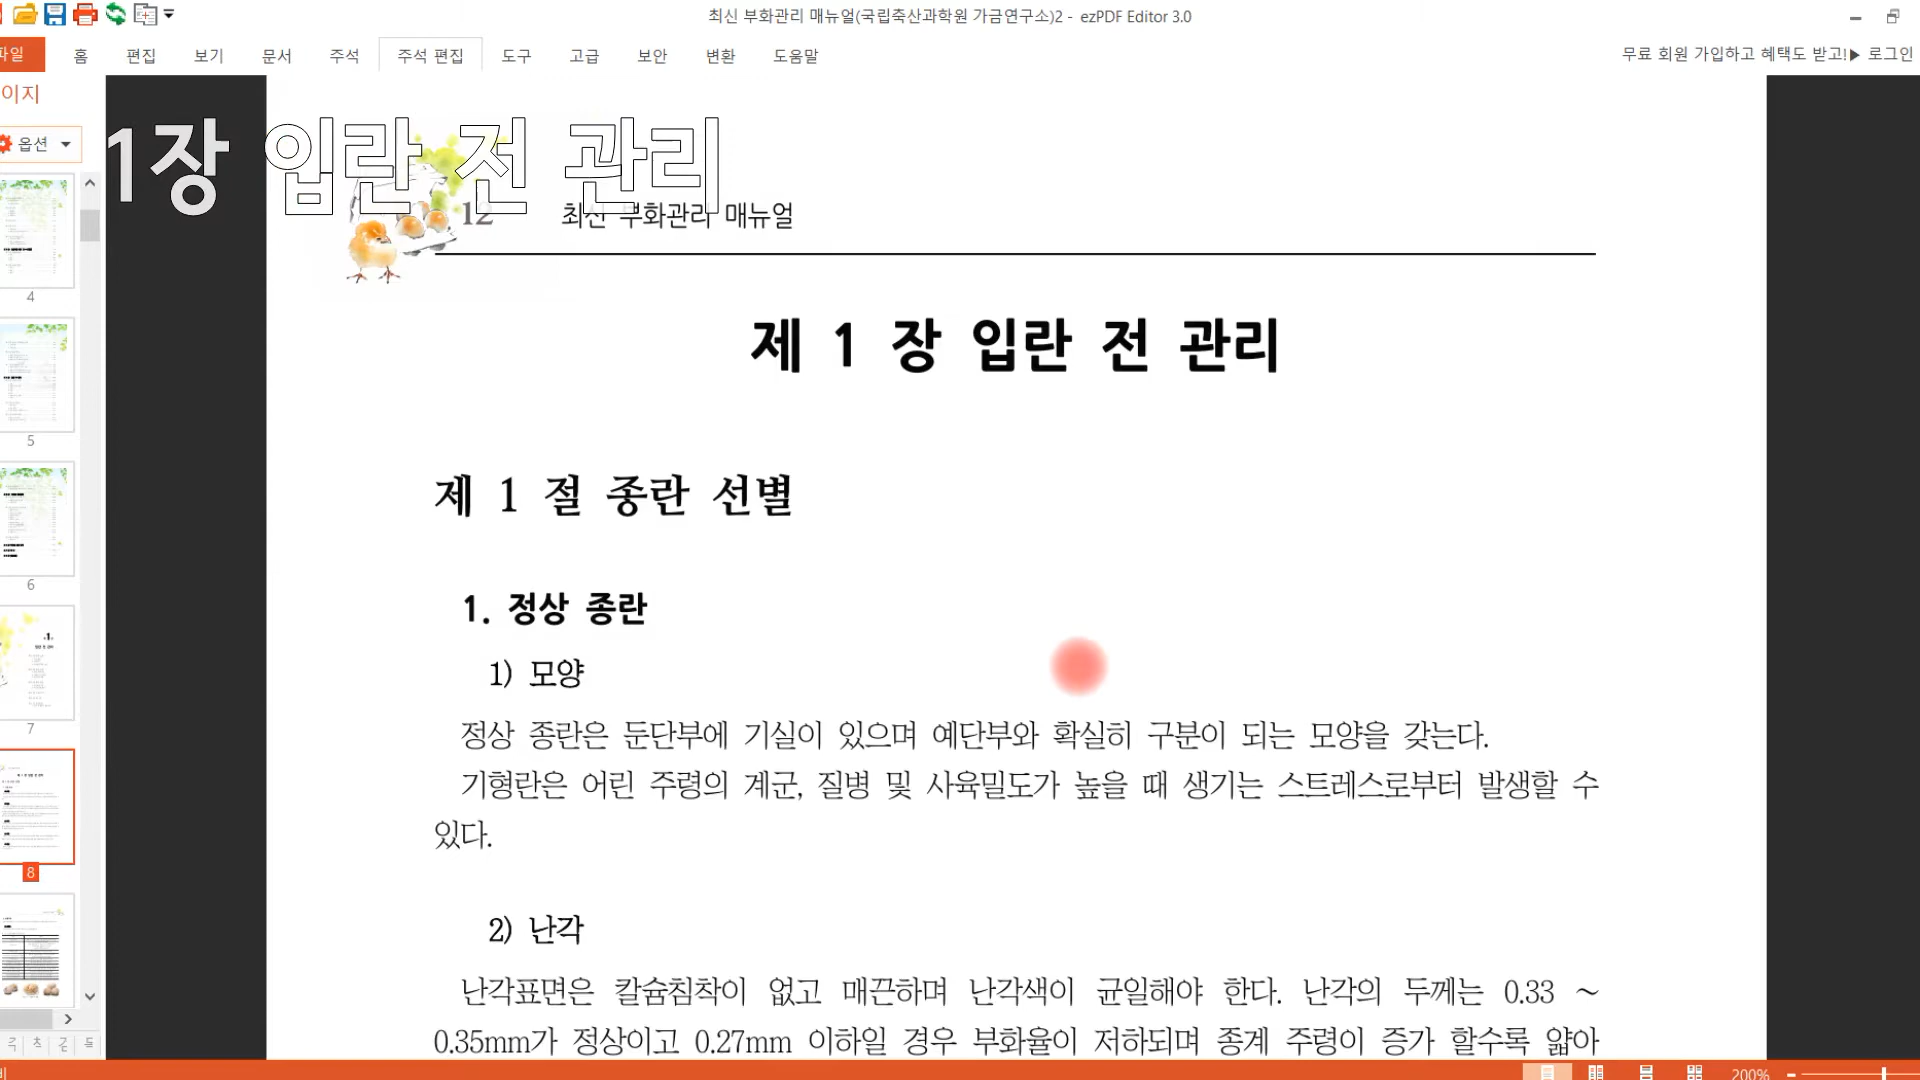 최신 부화관리 매뉴얼(국립축산과학원 가금연구소)2 - ezPDF Editor 3.0
파일 홈 편집 보기 문서 주석 주석 편집 도구 고급 보안 변환 도움말 무료 회원 가입하고 혜택도 받고!▶ 로그인
이지
옵션
1장 입란 전 관리
12 최신 부화관리 매뉴얼
4
5
6
7
8
제 1 장 입란 전 관리
제 1 절 종란 선별
1. 정상 종란
1) 모양
정상 종란은 둔단부에 기실이 있으며 예단부와 확실히 구분이 되는 모양을 갖는다.
기형란은 어린 주령의 계군, 질병 및 사육밀도가 높을 때 생기는 스트레스로부터 발생할 수
있다.
2) 난각
난각표면은 칼슘침착이 없고 매끈하며 난각색이 균일해야 한다. 난각의 두께는 0.33 ~
0.35mm가 정상이고 0.27mm 이하일 경우 부화율이 저하되며 종계 주령이 증가 할수록 얇아
200%